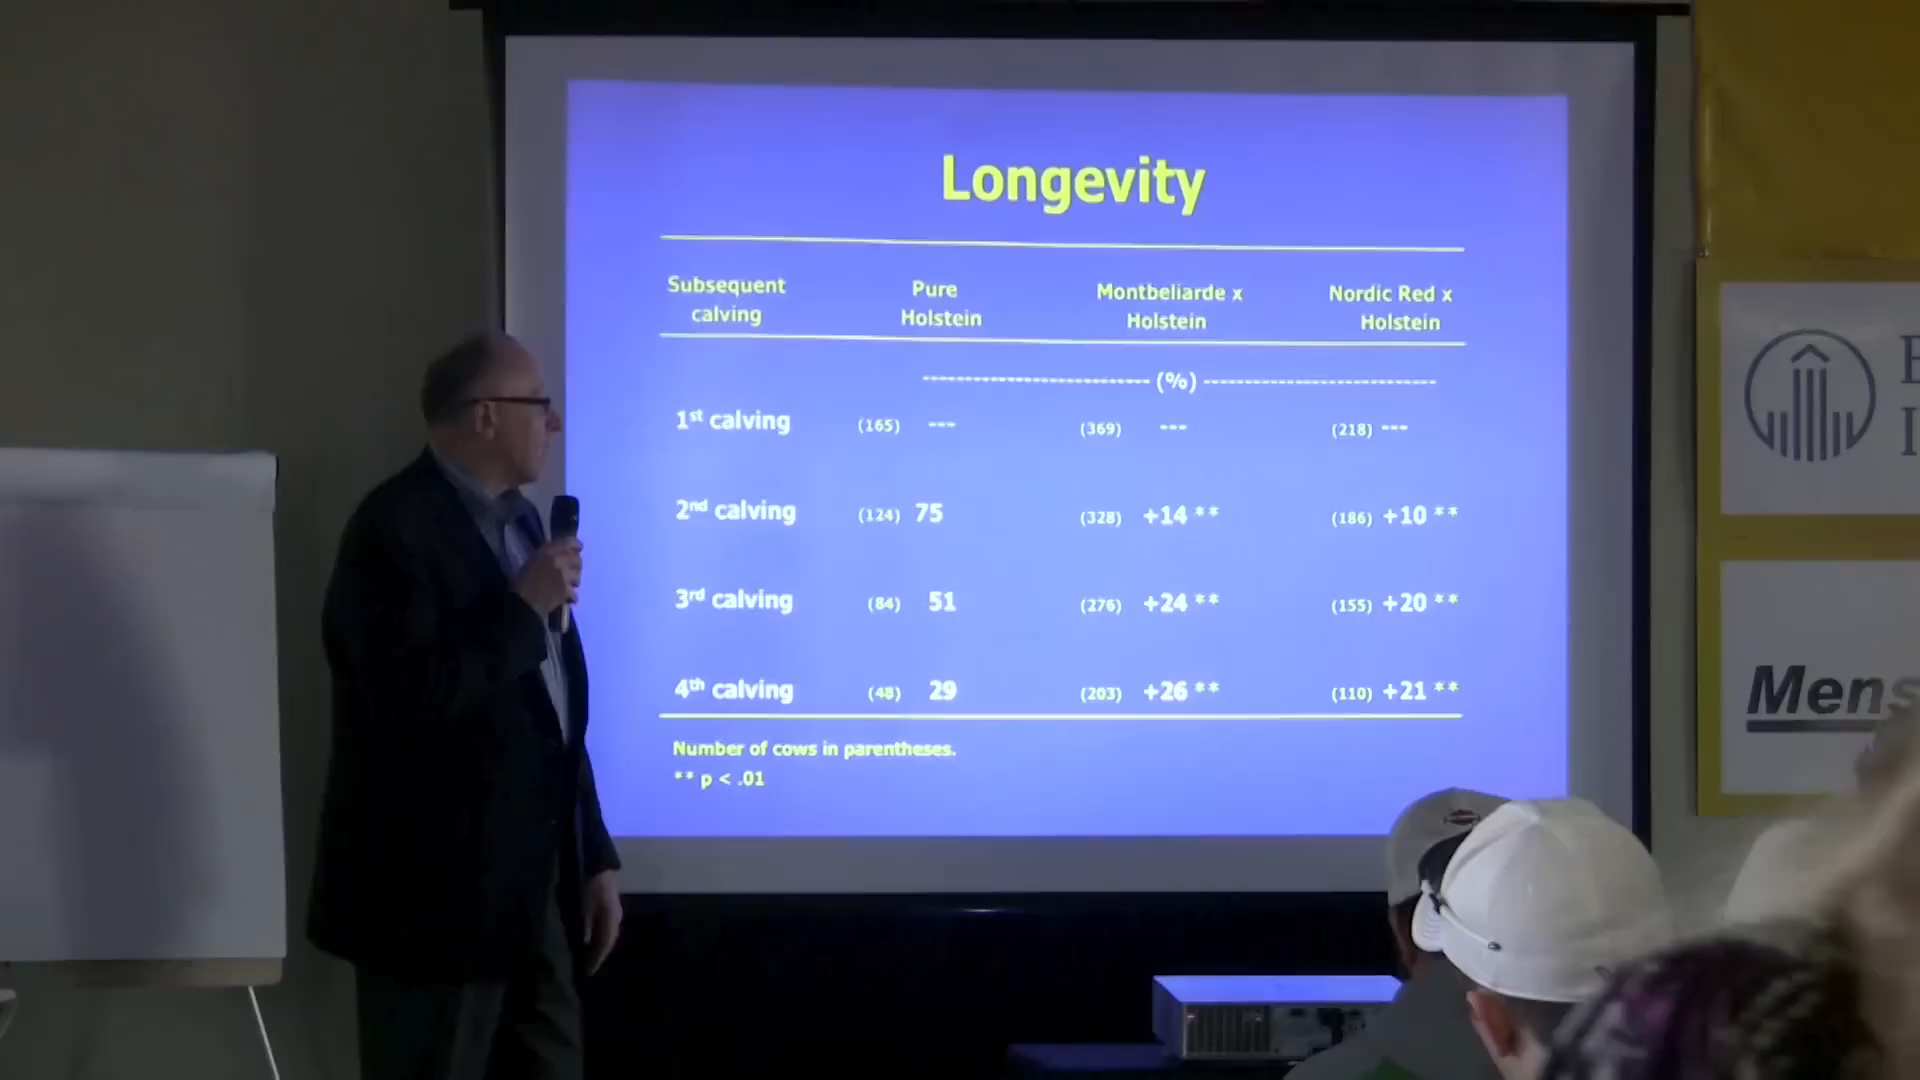 Longevity
Subsequent calving
Pure Holstein
Montbeliarde x Holstein
Nordic Red x Holstein
--------------------------- (%) ---------------------------
1st calving (165) --- (369) --- (218) ---
2nd calving (124) 75 (328) +14 ** (186) +10 **
3rd calving (84) 51 (276) +24 ** (155) +20 **
4th calving (48) 29 (203) +26 ** (110) +21 **
Number of cows in parentheses.
** p < .01
Mens